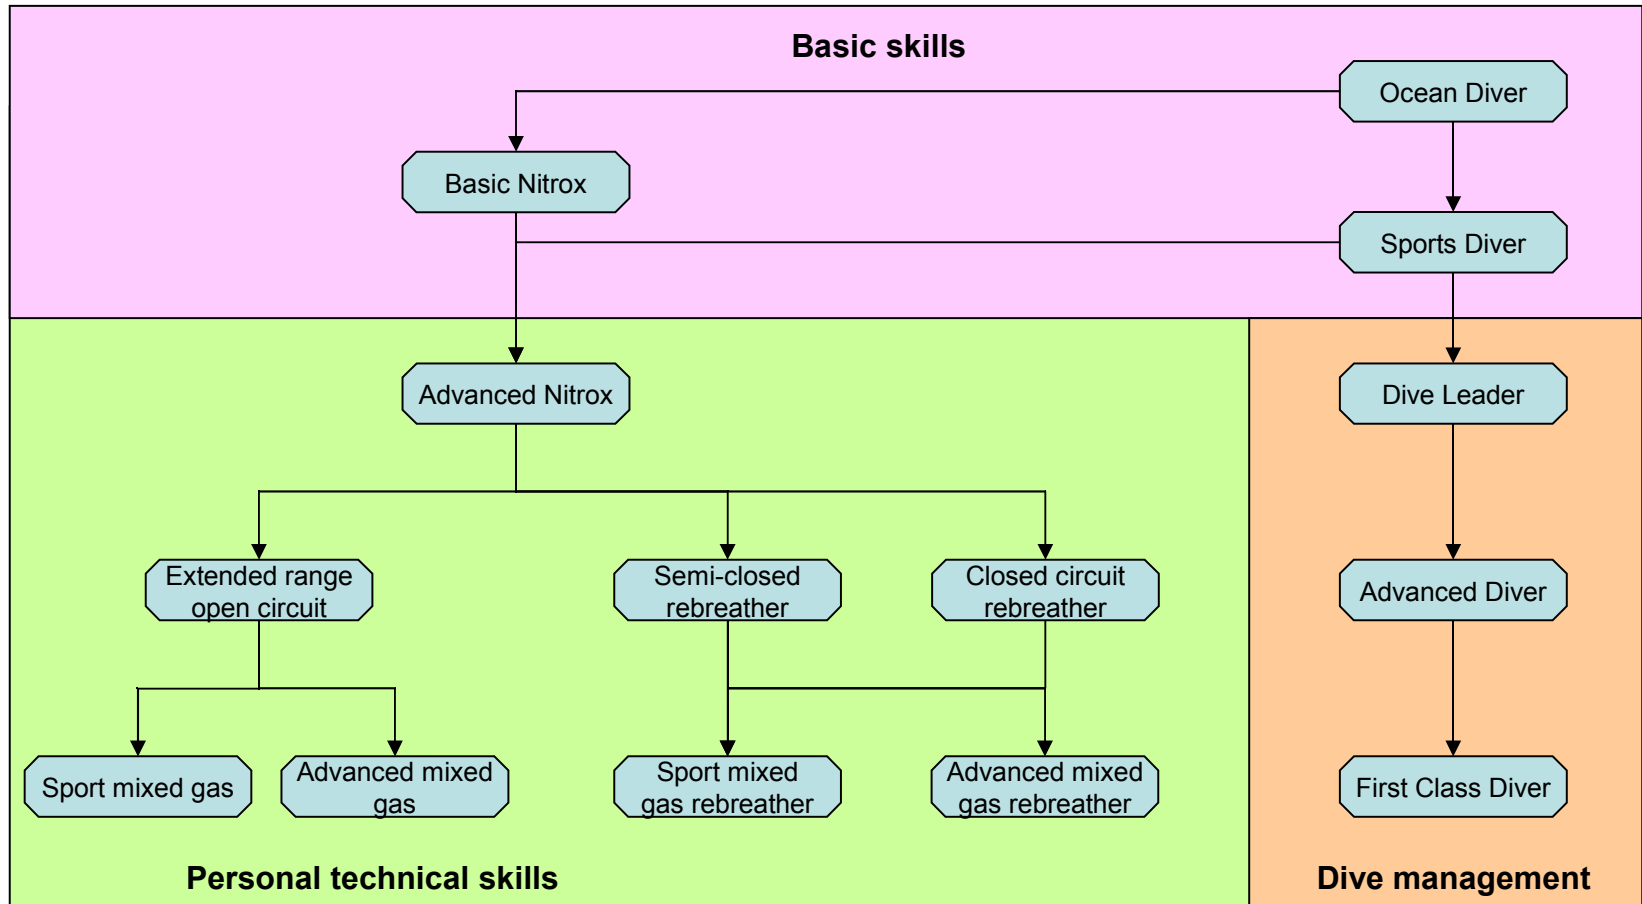 Basic skills
Ocean Diver
Basic Nitrox
Sports Diver
Advanced Nitrox
Dive Leader
Extended range
open circuit
Semi-closed
rebreather
Closed circuit
rebreather
Advanced Diver
Sport mixed gas
Advanced mixed
gas
Sport mixed
gas rebreather
Advanced mixed
gas rebreather
First Class Diver
Personal technical skills
Dive management